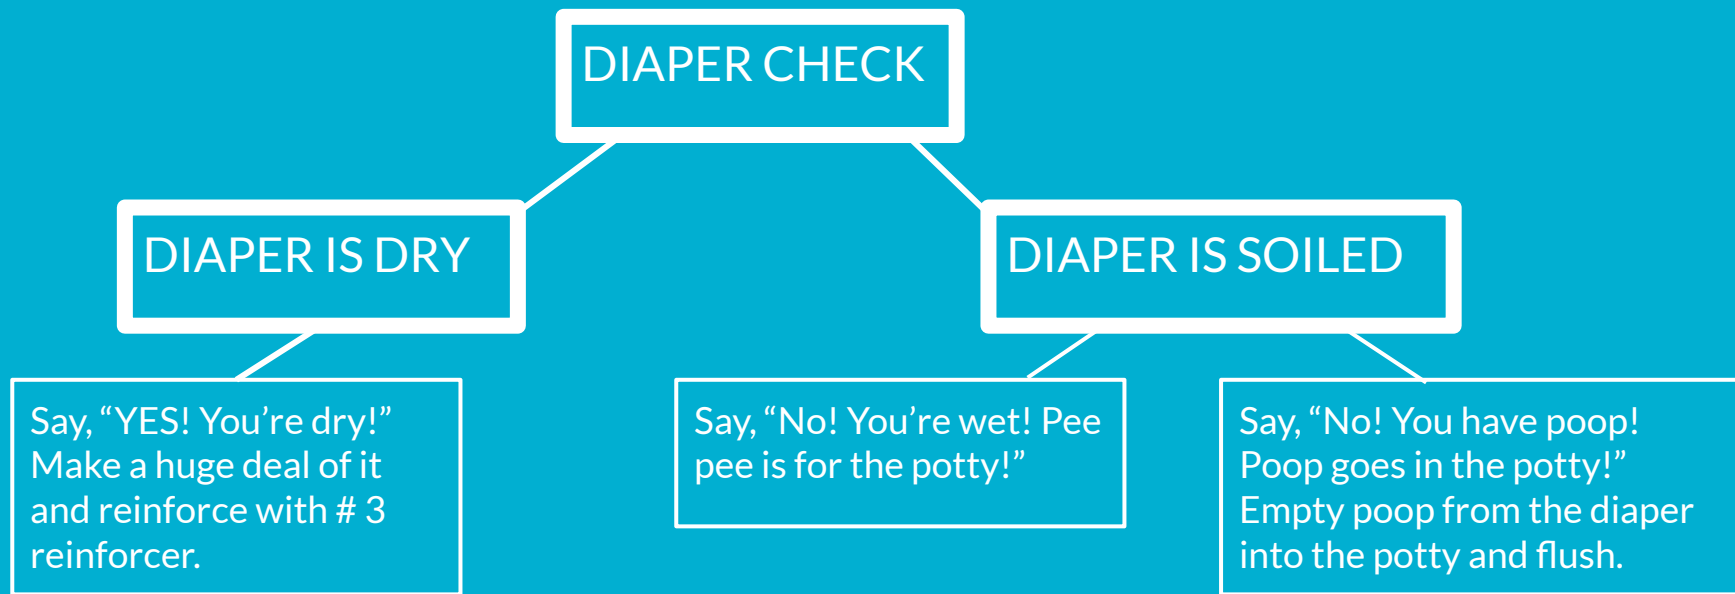 DIAPER CHECK
DIAPER IS DRY
DIAPER IS SOILED
Say, “YES! You’re dry!”
Make a huge deal of it
and reinforce with # 3
reinforcer.
Say, “No! You’re wet! Pee
pee is for the potty!”
Say, “No! You have poop!
Poop goes in the potty!”
Empty poop from the diaper
into the potty and flush.